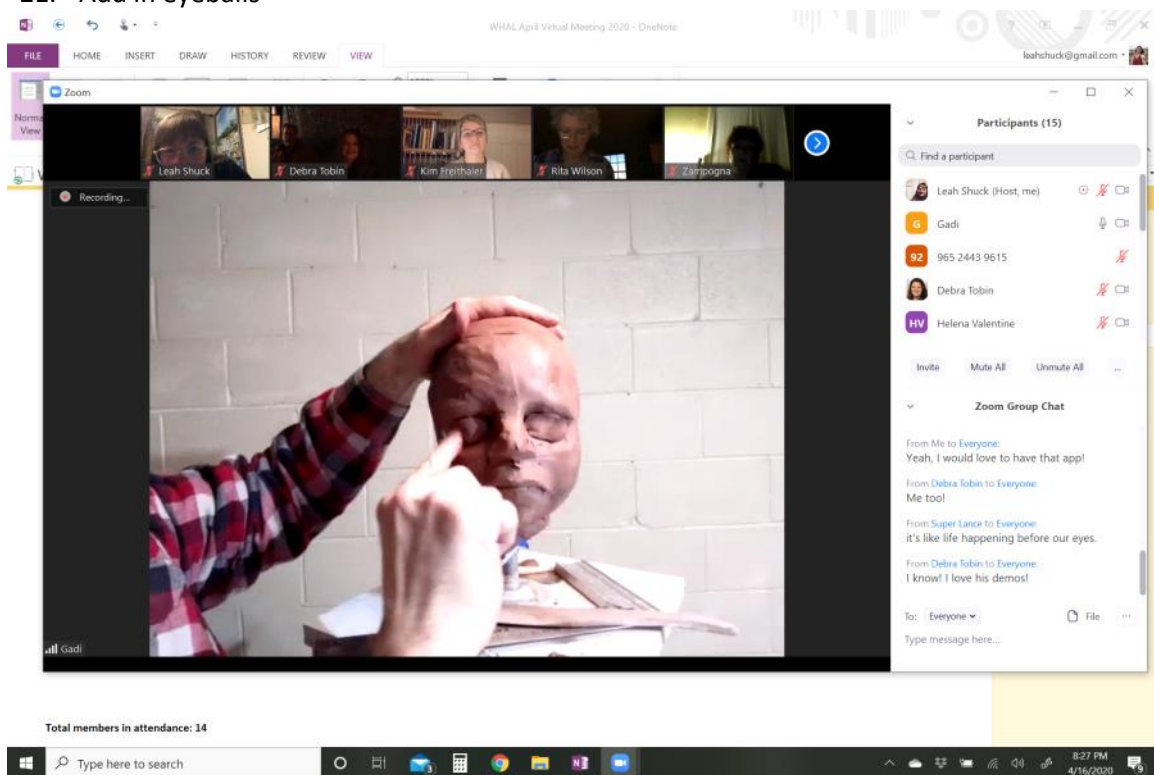 WHAL April Virtual Meeting 2020 - OneNote
FILE HOME INSERT DRAW HISTORY REVIEW VIEW
leahshuck@gmail.com
Normal
View
Zoom
Leah Shuck
Debra Tobin
Kim Freithaler
Rita Wilson
Zampogna
Recording...
Gadi
Participants (15)
Find a participant
Leah Shuck (Host, me)
G Gadi
92 965 2443 9615
Debra Tobin
HV Helena Valentine
Invite Mute All Unmute All ...
Zoom Group Chat
From Me to Everyone:
Yeah, I would love to have that app!
From Debra Tobin to Everyone:
Me too!
From Super Lance to Everyone:
it's like life happening before our eyes.
From Debra Tobin to Everyone:
I know! I love his demos!
To: Everyone File ...
Type message here...
Total members in attendance: 14
Type here to search
8:27 PM
4/16/2020